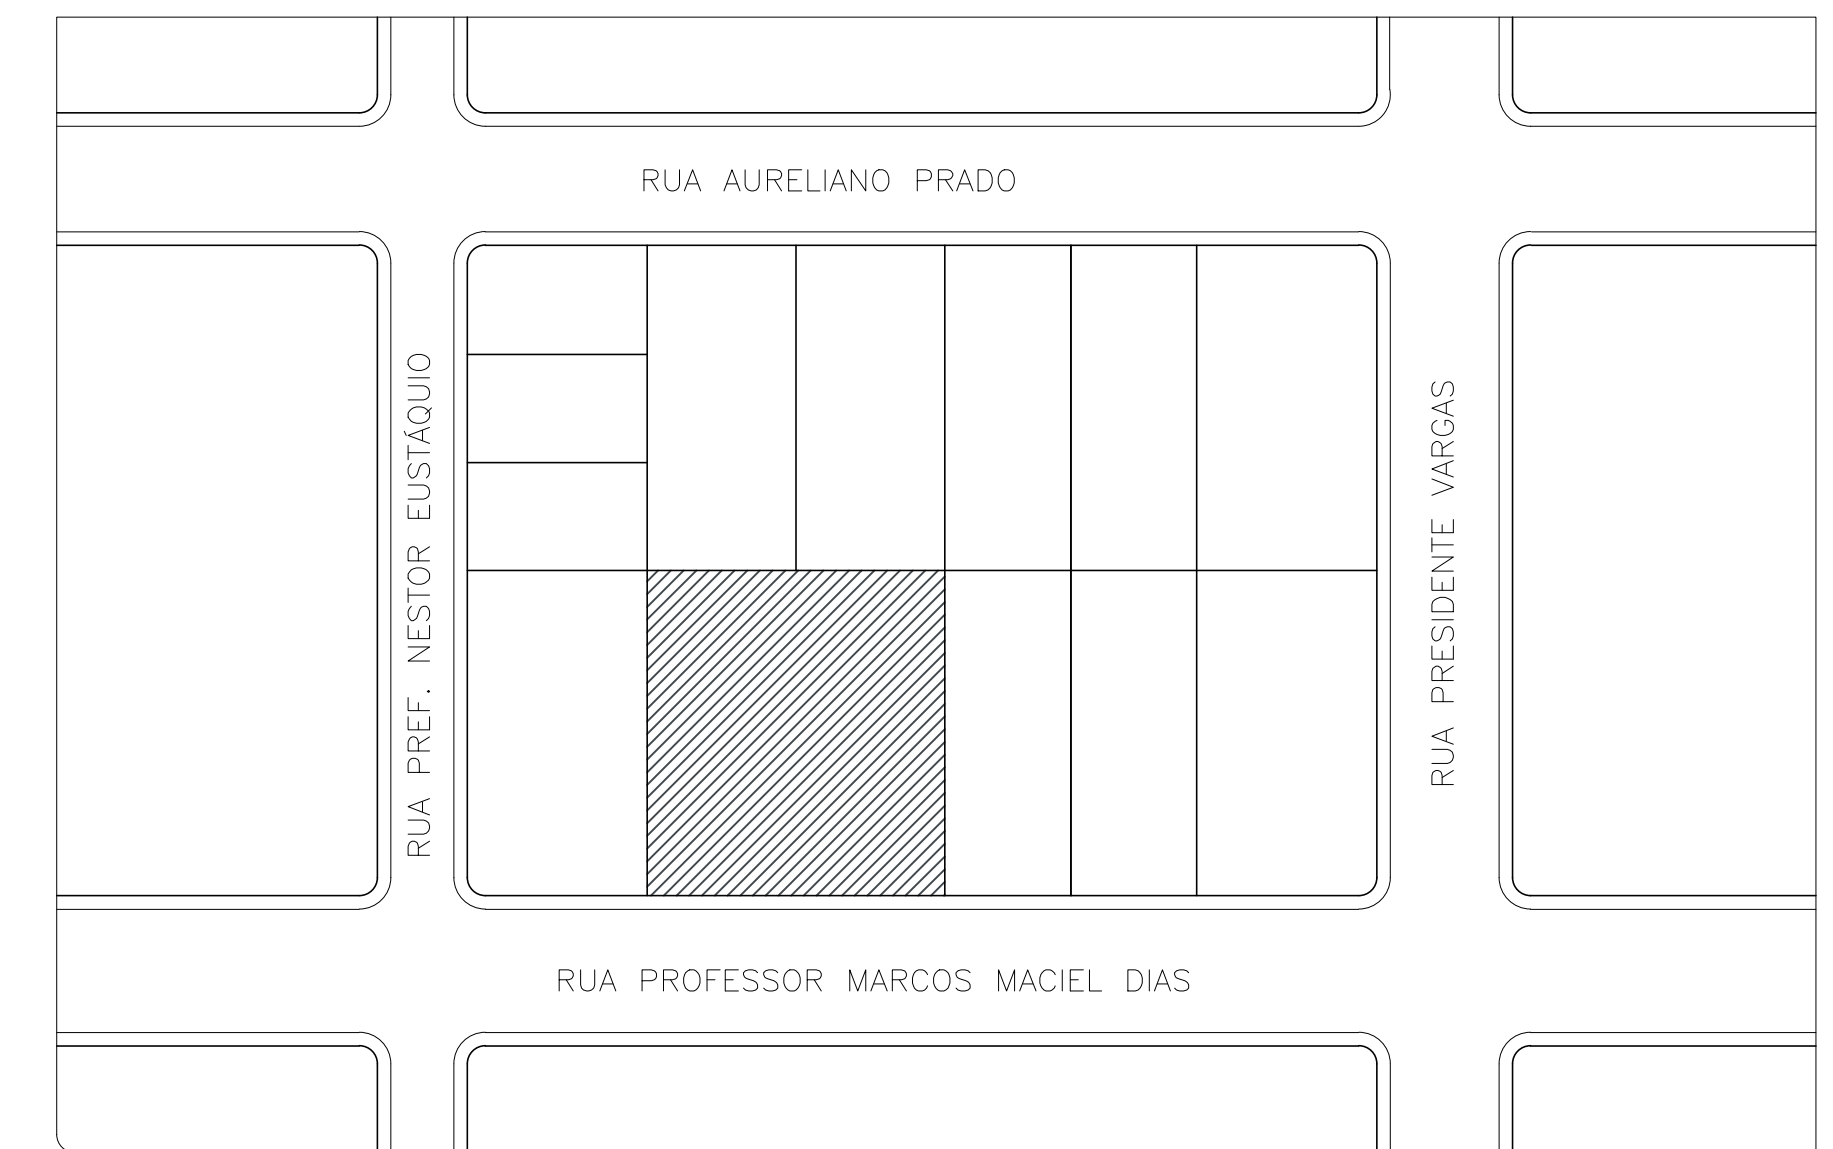 RUA AURELIANO PRADO
RUA PREF. NESTOR EUSTÁQUIO
RUA PRESIDENTE VARGAS
RUA PROFESSOR MARCOS MACIEL DIAS